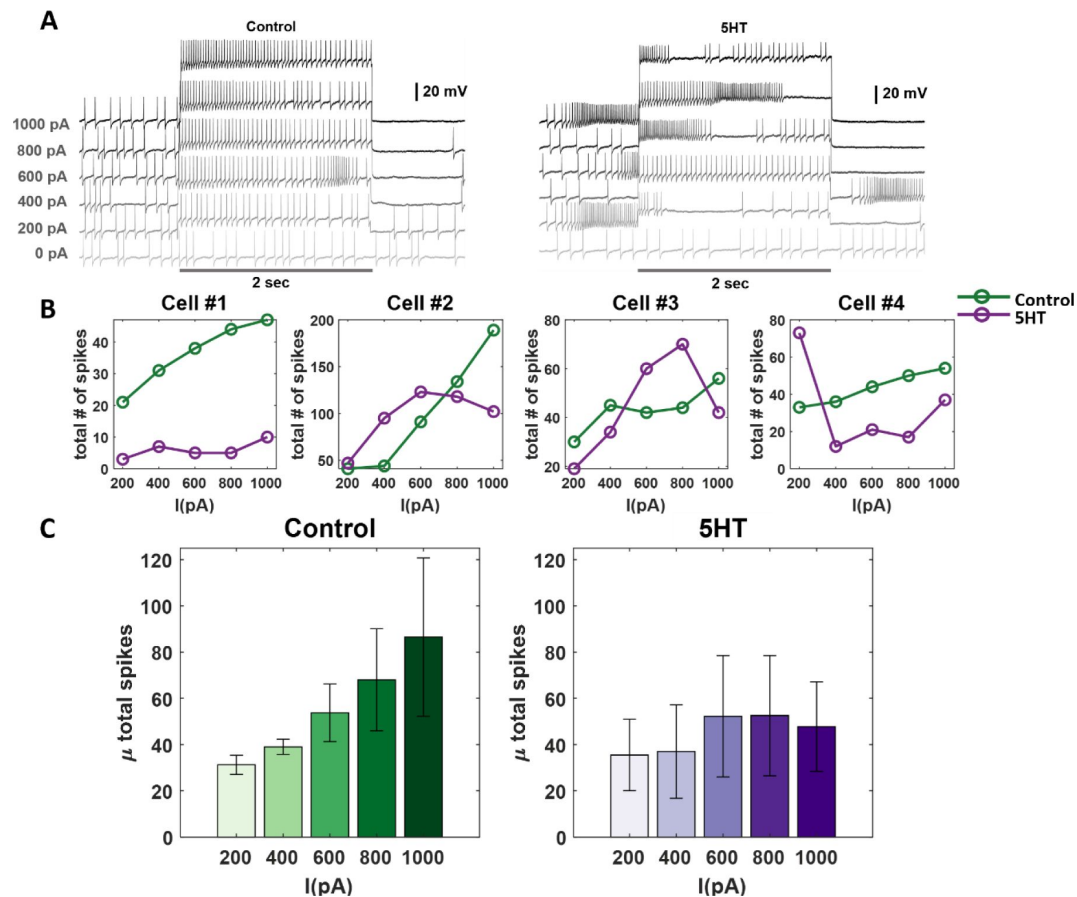 A
Control
5HT
20 mV
20 mV
1000 pA
800 pA
600 pA
400 pA
200 pA
0 pA
2 sec
2 sec
B
Cell #1
Cell #2
Cell #3
Cell #4
Control
5HT
total # of spikes
40
30
20
10
0
200 400 600 800 1000
I(pA)
total # of spikes
200
150
100
50
200 400 600 800 1000
I(pA)
total # of spikes
80
60
40
20
200 400 600 800 1000
I(pA)
total # of spikes
80
60
40
20
0
200 400 600 800 1000
I(pA)
C
Control
μ total spikes
120
100
80
60
40
20
0
200 400 600 800 1000
I(pA)
5HT
μ total spikes
120
100
80
60
40
20
0
200 400 600 800 1000
I(pA)